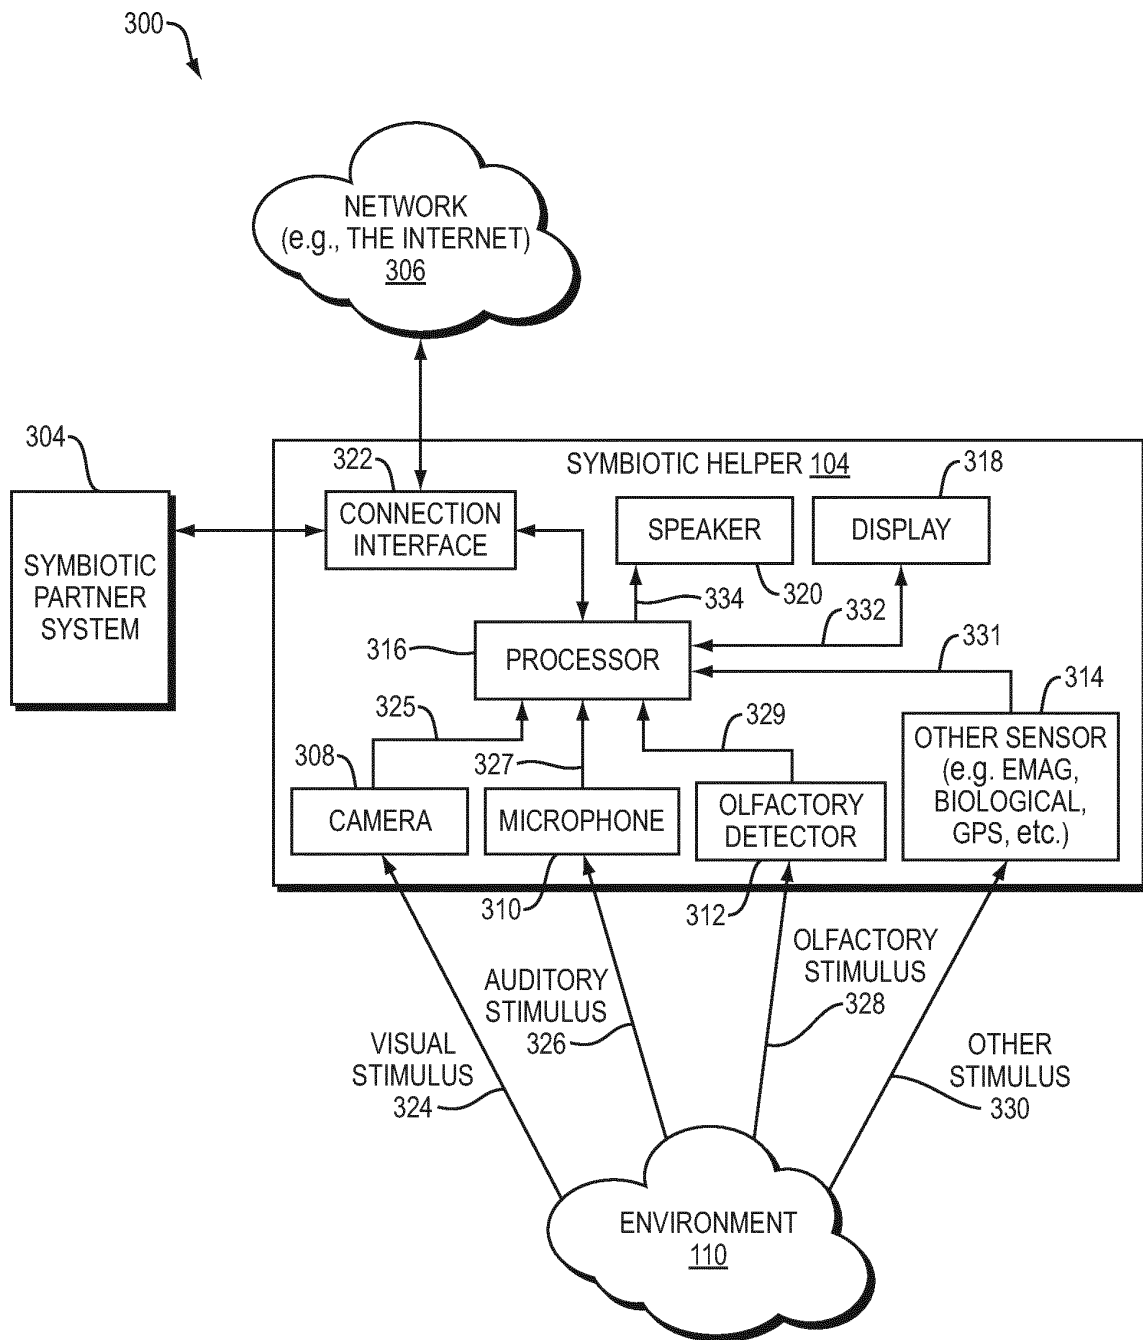 300
NETWORK
(e.g., THE INTERNET)
306
304
SYMBIOTIC
PARTNER
SYSTEM
SYMBIOTIC HELPER 104
322
CONNECTION
INTERFACE
SPEAKER
320
318
DISPLAY
334
332
316
PROCESSOR
331
325
327
329
314
OTHER SENSOR
(e.g. EMAG,
BIOLOGICAL,
GPS, etc.)
308
CAMERA
MICROPHONE
310
OLFACTORY
DETECTOR
312
VISUAL
STIMULUS
324
AUDITORY
STIMULUS
326
OLFACTORY
STIMULUS
328
OTHER
STIMULUS
330
ENVIRONMENT
110